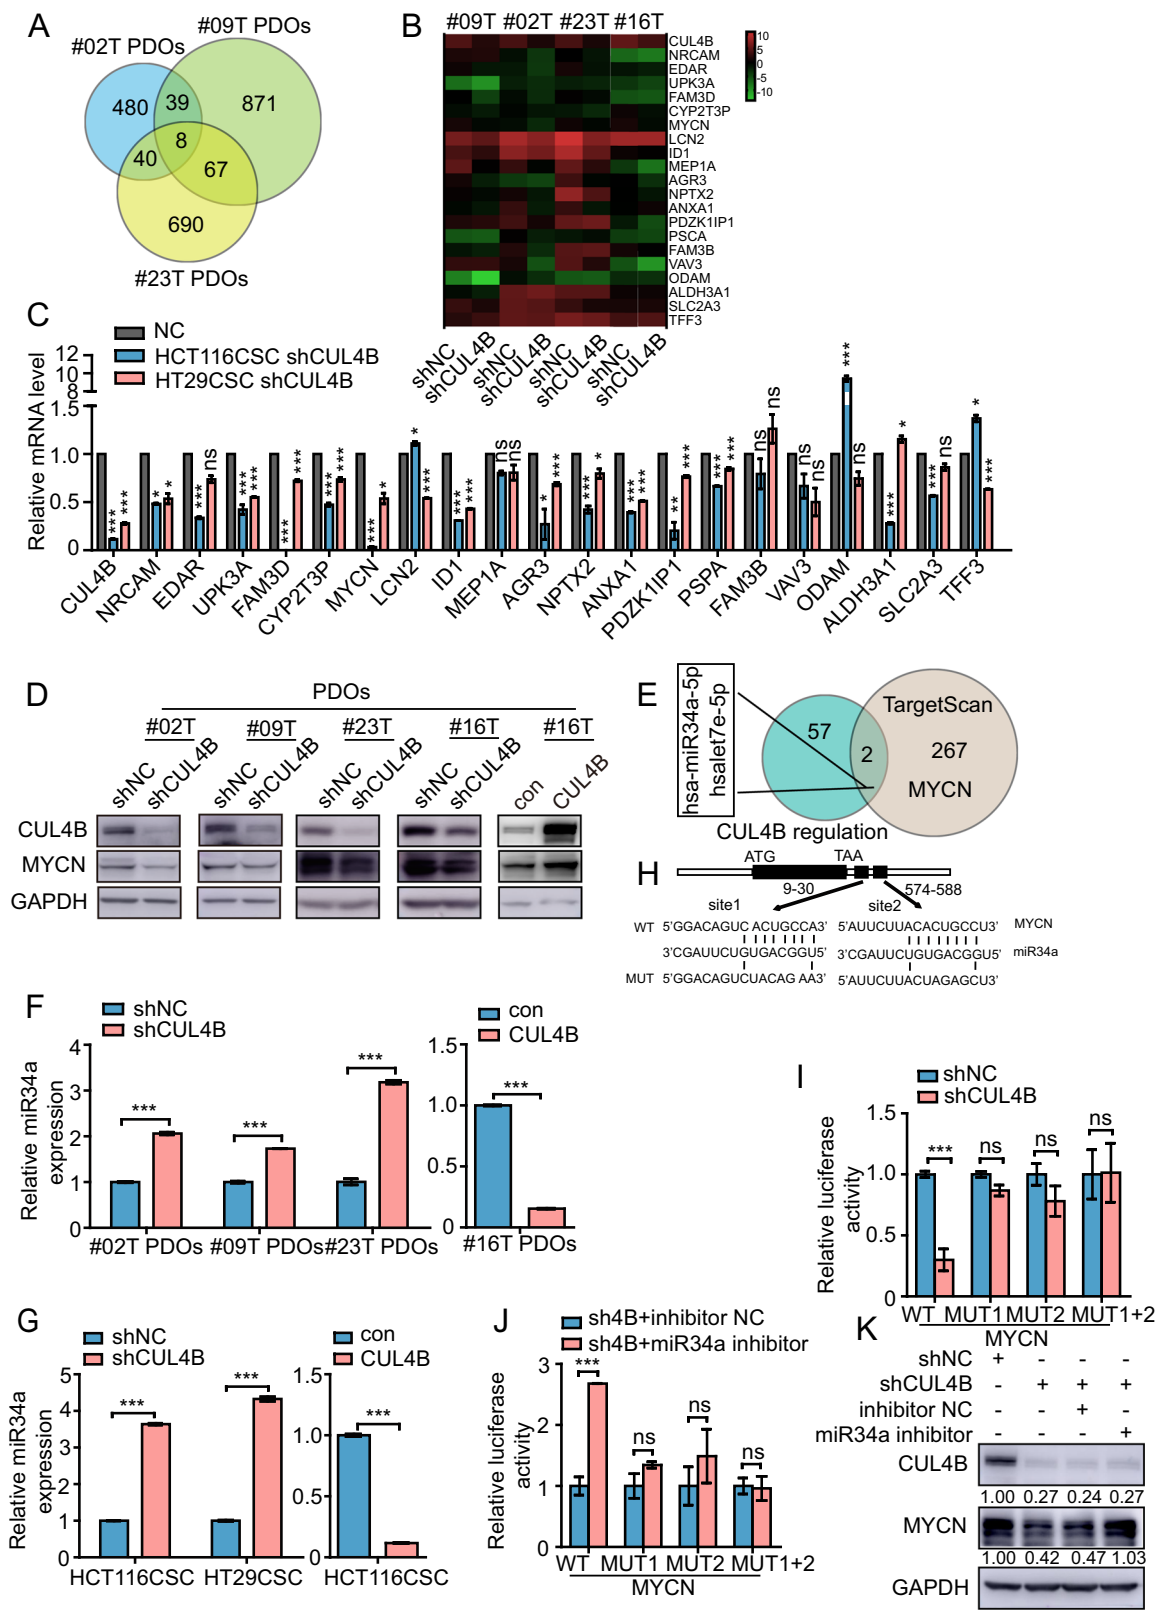 A
#09T PDOs
#02T PDOs
480
39
871
8
40
67
690
#23T PDOs
B
#09T #02T #23T #16T
CUL4B
NRCAM
EDAR
UPK3A
FAM3D
CYP2T3P
MYCN
LCN2
ID1
MEP1A
AGR3
NPTX2
ANXA1
PDZK1IP1
PSCA
FAM3B
VAV3
ODAM
ALDH3A1
SLC2A3
TFF3
10
5
0
-5
-10
shNC
shCUL4B
shNC
shCUL4B
shNC
shCUL4B
shNC
shCUL4B
C
NC
HCT116CSC shCUL4B
HT29CSC shCUL4B
Relative mRNA level
12
10
8
1.5
1.0
0.5
0
*** *** * * *** ns *** *** *** *** *** *** *** * * *** *** *** ns ns * *** *** * *** *** ** *** *** *** ns ns ns ns *** ns *** * *** ns * ***
CUL4B
NRCAM
EDAR
UPK3A
FAM3D
CYP2T3P
MYCN
LCN2
ID1
MEP1A
AGR3
NPTX2
ANXA1
PDZK1IP1
PSPA
FAM3B
VAV3
ODAM
ALDH3A1
SLC2A3
TFF3
D
PDOs
#02T #09T #23T #16T #16T
shNC
shCUL4B
shNC
shCUL4B
shNC
shCUL4B
shNC
shCUL4B
con
CUL4B
CUL4B
MYCN
GAPDH
E
hsa-miR34a-5p
hsalet7e-5p
57
2
TargetScan
267
MYCN
CUL4B regulation
H
ATG
TAA
9-30
574-588
site1
site2
WT 5'GGACAGUC ACUGCCA3' 5'AUUCUUACACUGCCU3' MYCN
3'CGAUUCUGUGACGGU5' 3'CGAUUCUGUGACGGU5' miR34a
MUT 5'GGACAGUCUACAG AA3' 5'AUUCUUACUAGAGCU3'
F
shNC
shCUL4B
con
CUL4B
Relative miR34a
expression
4
3
2
1
0
***
***
***
#02T PDOs #09T PDOs #23T PDOs
1.5
1.0
0.5
0
***
#16T PDOs
I
shNC
shCUL4B
Relative luciferase
activity
1.5
1.0
0.5
0
***
ns
ns
ns
WT MUT1 MUT2 MUT1+2
MYCN
G
shNC
shCUL4B
con
CUL4B
Relative miR34a
expression
5
4
3
2
1
0
***
***
HCT116CSC HT29CSC
1.5
1.0
0.5
0
***
HCT116CSC
J
sh4B+inhibitor NC
sh4B+miR34a inhibitor
Relative luciferase
activity
3
2
1
0
***
ns
ns
ns
WT MUT1 MUT2 MUT1+2
MYCN
K
shNC + - - -
shCUL4B - + + +
inhibitor NC - - + -
miR34a inhibitor - - - +
CUL4B
1.00 0.27 0.24 0.27
MYCN
1.00 0.42 0.47 1.03
GAPDH